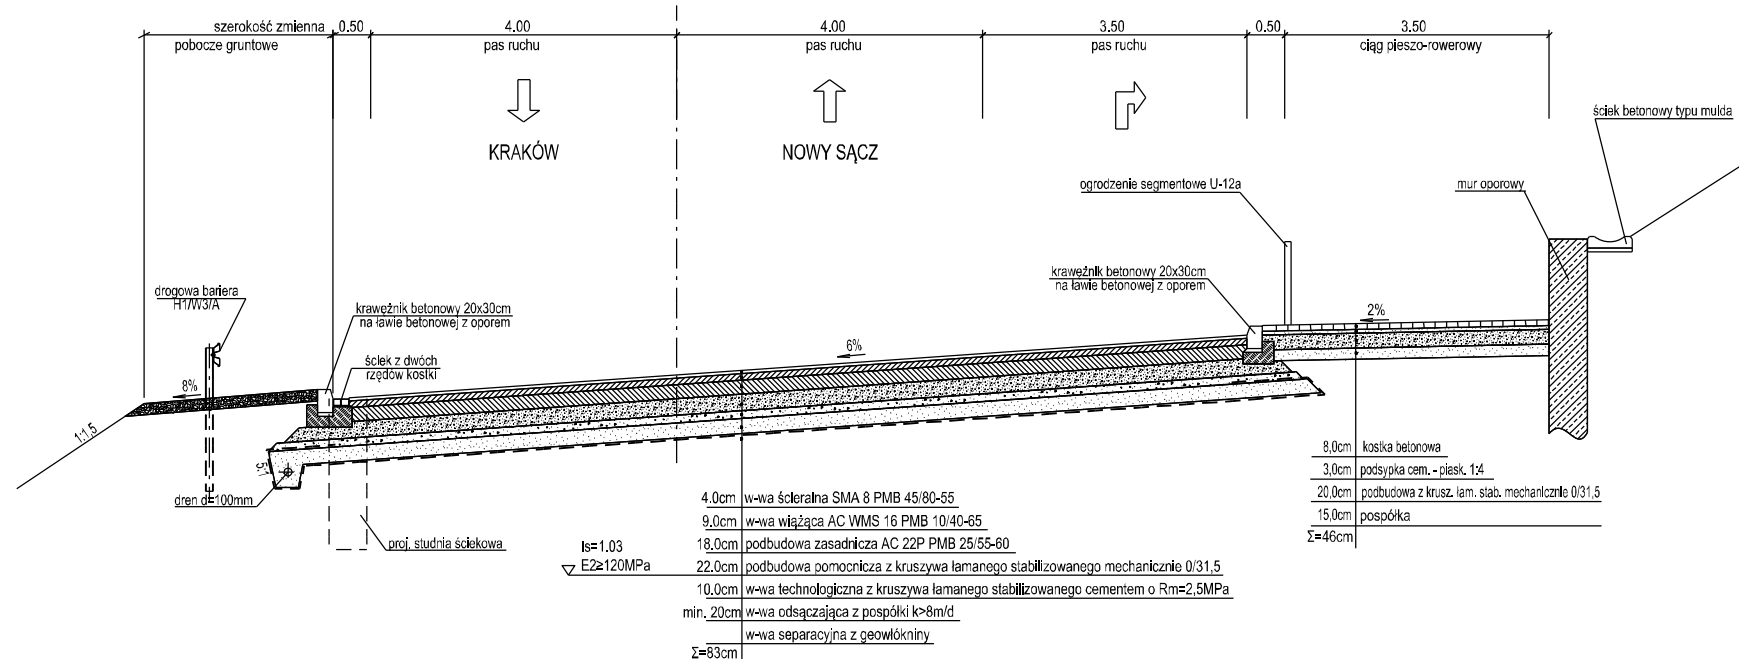 szerokość zmienna 0.50 4.00 4.00 3.50 0.50 3.50
pobocze gruntowe pas ruchu pas ruchu pas ruchu ciąg pieszo-rowerowy
ściek betonowy typu mulda
KRAKÓW NOWY SĄCZ
ogrodzenie segmentowe U-12a mur oporowy
krawężnik betonowy 20x30cm
na ławie betonowej z oporem
drogowa bariera
H1/W3/A
krawężnik betonowy 20x30cm
na ławie betonowej z oporem
2%
6%
ściek z dwóch
rzędów kostki
8%
1:1,5
5:1
dren d=100mm
proj. studnia ściekowa
8,0cm kostka betonowa
3,0cm podsypka cem. - piask. 1:4
20,0cm podbudowa z krusz. łam. stab. mechanicznie 0/31,5
15,0cm pospółka
Σ=46cm
4.0cm w-wa ścieralna SMA 8 PMB 45/80-55
9.0cm w-wa wiążąca AC WMS 16 PMB 10/40-65
18.0cm podbudowa zasadnicza AC 22P PMB 25/55-60
Is=1.03
E2≥120MPa
22.0cm podbudowa pomocnicza z kruszywa łamanego stabilizowanego mechanicznie 0/31,5
10.0cm w-wa technologiczna z kruszywa łamanego stabilizowanego cementem o Rm=2,5MPa
min. 20cm w-wa odsączająca z pospółki k>8m/d
w-wa separacyjna z geowłókniny
Σ=83cm